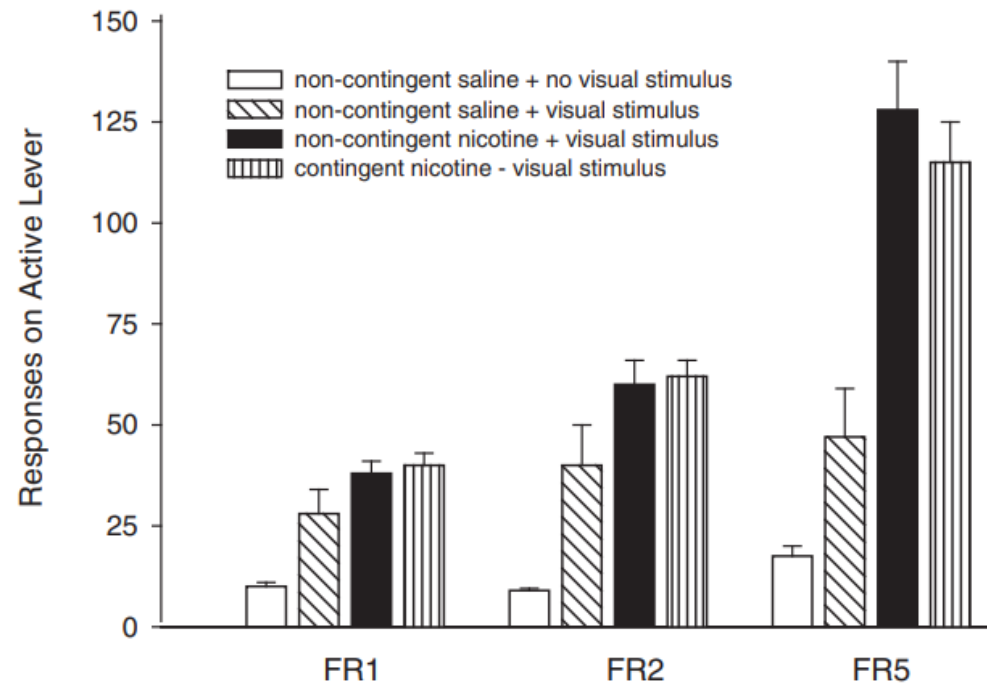 150
non-contingent saline + no visual stimulus
non-contingent saline + visual stimulus
125
non-contingent nicotine + visual stimulus
contingent nicotine - visual stimulus
100
75
50
25
0
Responses on Active Lever
FR1 FR2 FR5